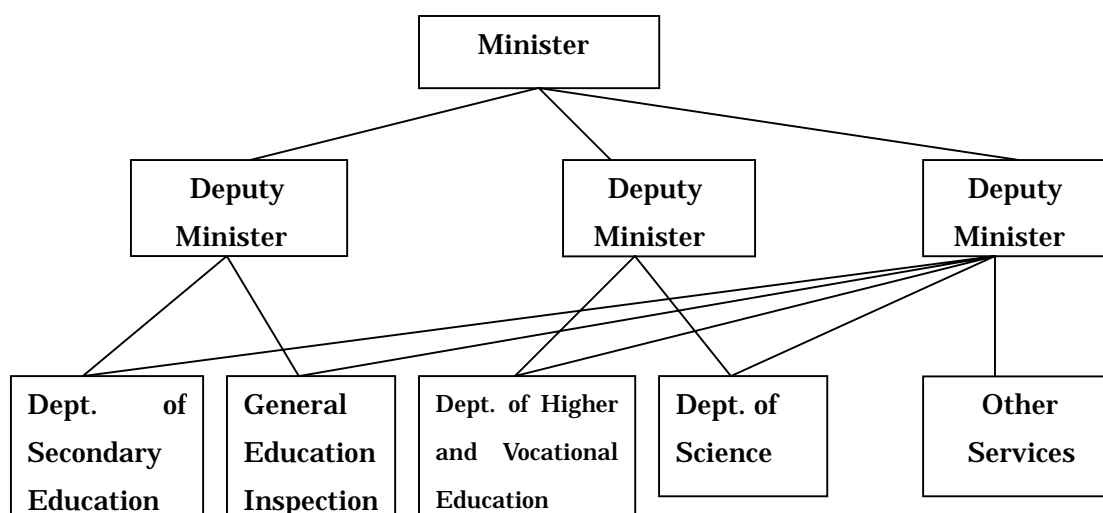 Minister
Deputy
Minister
Deputy
Minister
Deputy
Minister
Dept. of
Secondary
Education
General
Education
Inspection
Dept. of Higher
and Vocational
Education
Dept. of
Science
Other
Services